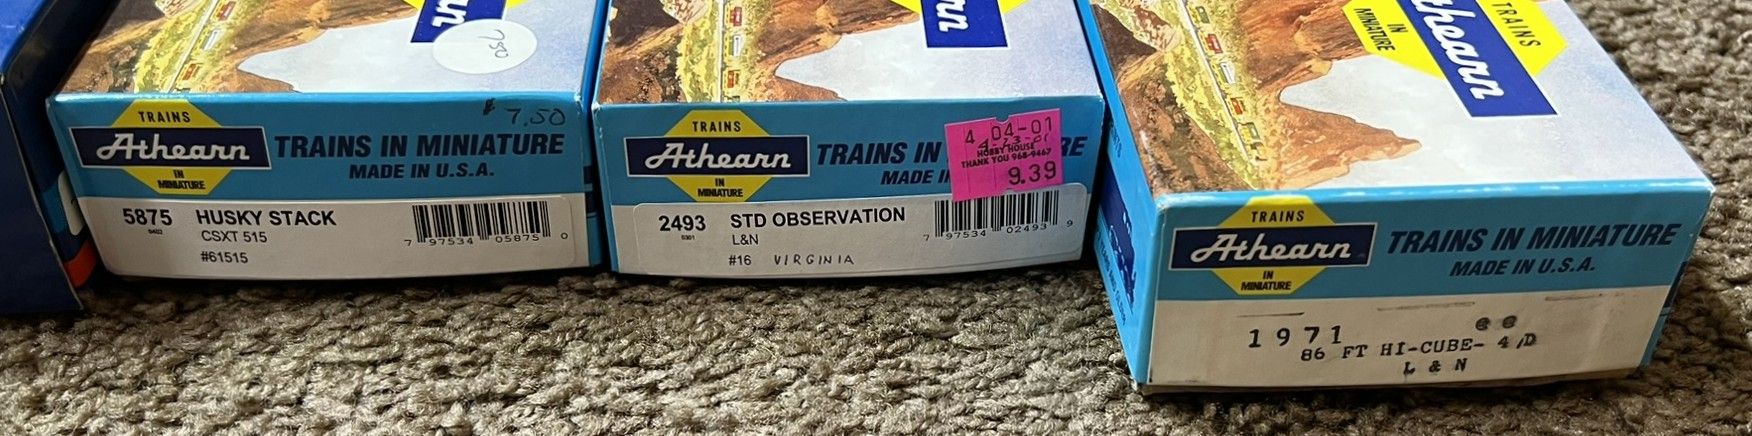 750
$7.50
TRAINS
Athearn
IN
MINIATURE
TRAINS IN MINIATURE
MADE IN U.S.A.
5875 HUSKY STACK
CSXT 515
#61515
7 97534 05875 0
TRAINS
Athearn
IN
MINIATURE
TRAINS IN
MADE
4-04-01
HOBBY HOUSE
THANK YOU 968-9467
9.39
2493 STD OBSERVATION
0301
L&N
#16 VIRGINIA
7 97534 02493 9
TRAINS
IN
MINIATURE
TRAINS
Athearn
IN
MINIATURE
TRAINS IN MINIATURE
MADE IN U.S.A.
1971
86 FT HI-CUBE- 4/D
L & N